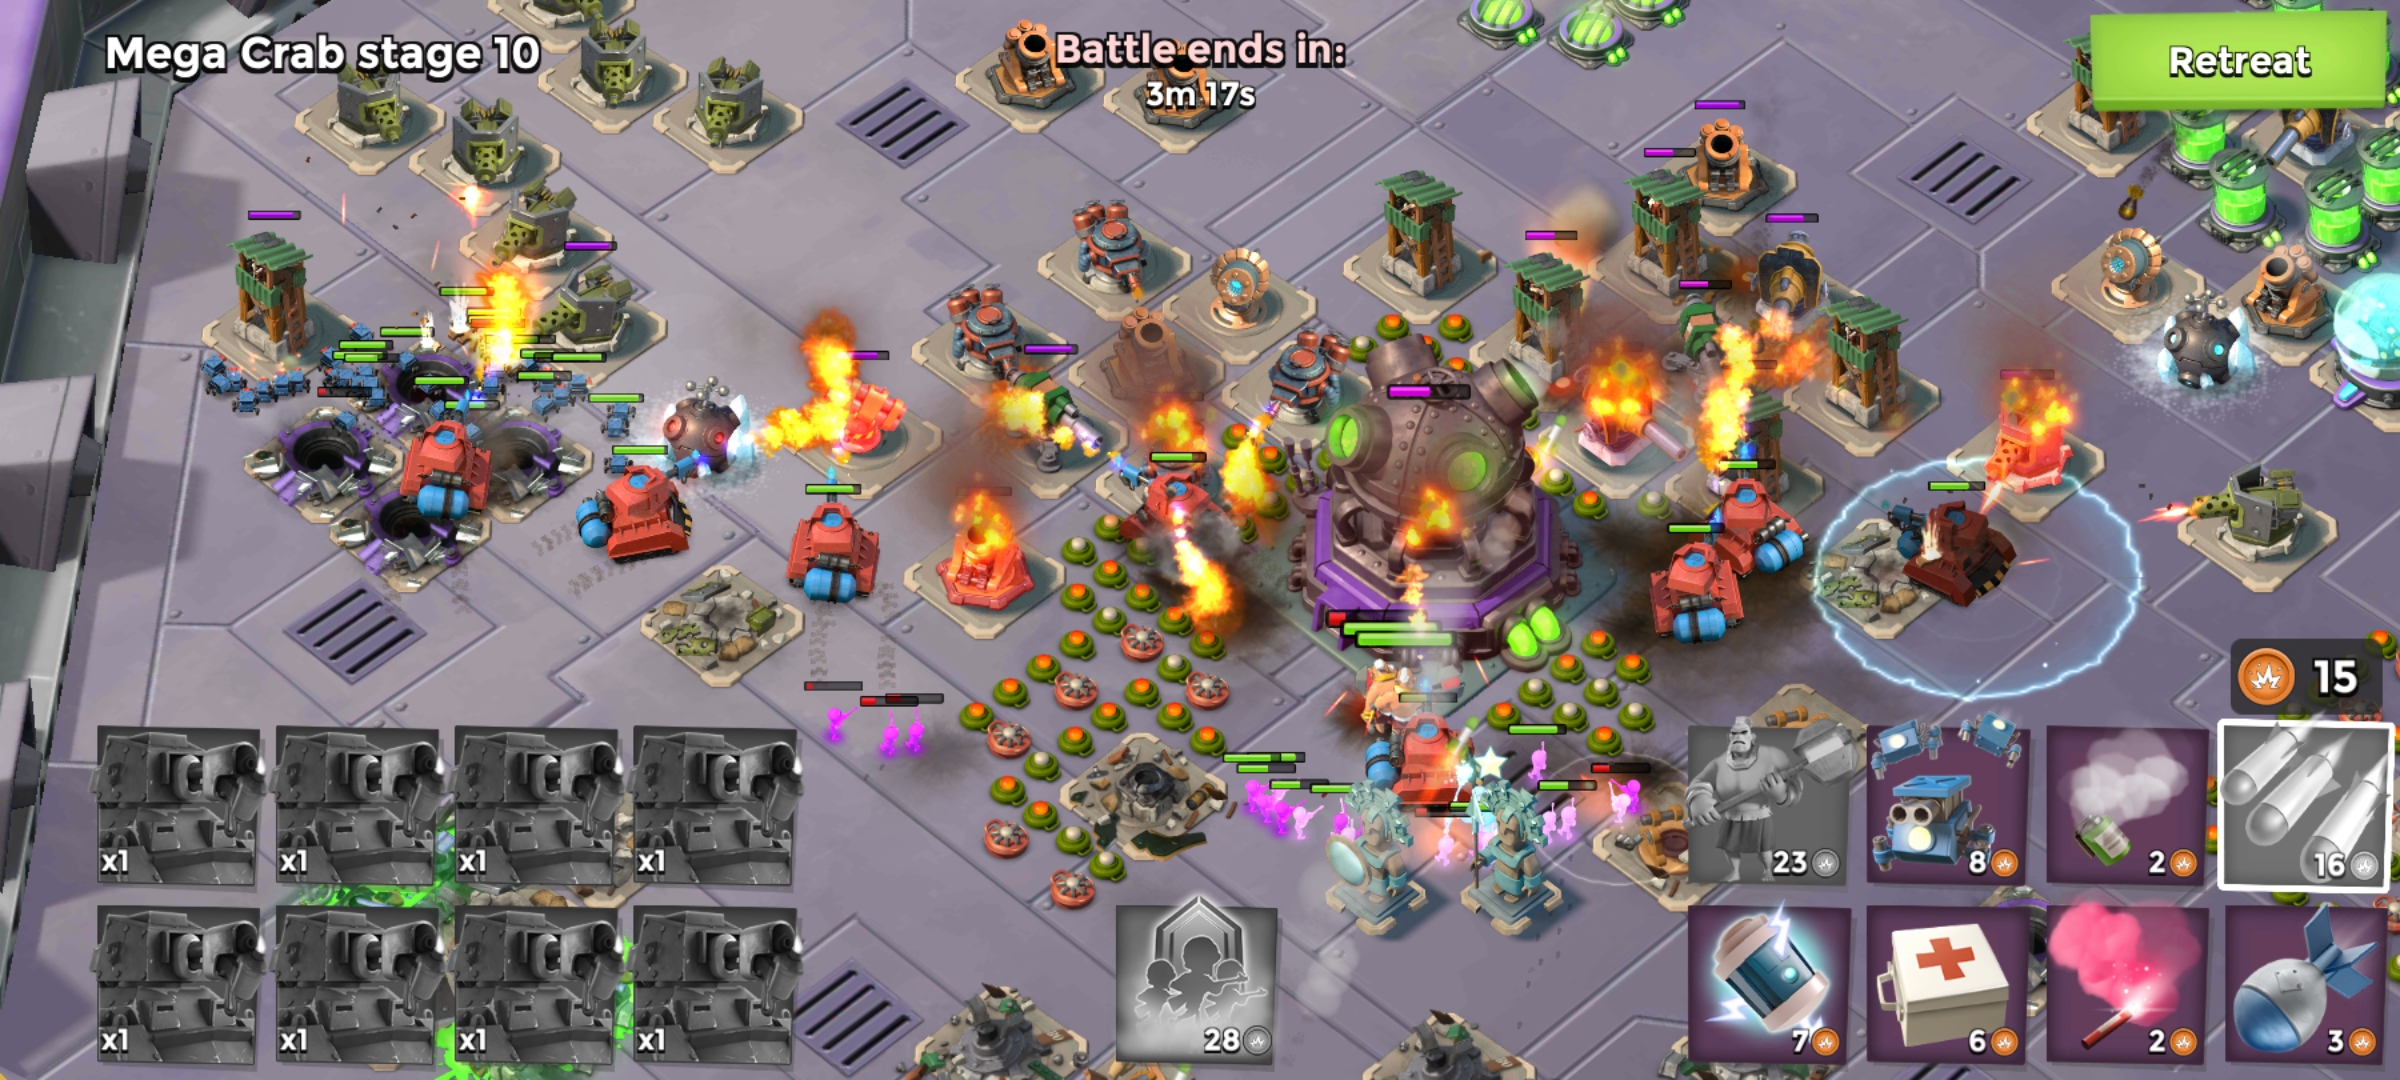 Mega Crab stage 10
Battle ends in:
3m 17s
Retreat
15
x1
x1
x1
x1
23
8
2
16
x1
x1
x1
x1
28
7
6
2
3